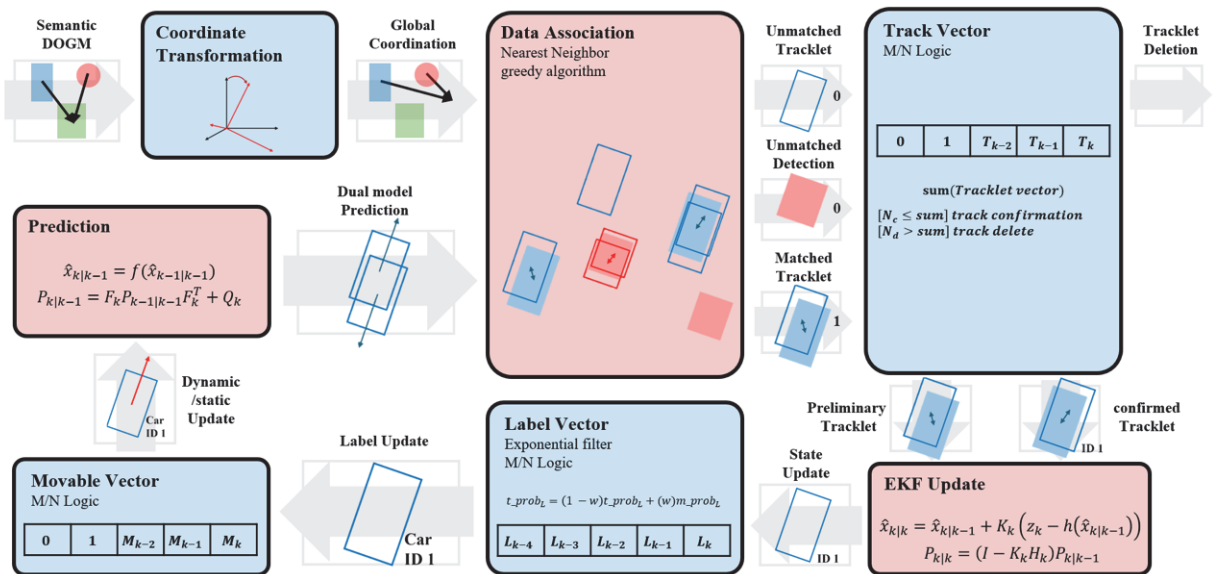 Semantic
DOGM
Coordinate
Transformation
Global
Coordination
Data Association
Nearest Neighbor
greedy algorithm
Unmatched
Tracklet
0
Unmatched
Detection
0
Matched
Tracklet
1
Track Vector
M/N Logic
0 1 T_{k-2} T_{k-1} T_k
sum(Tracklet vector)
[N_c ≤ sum] track confirmation
[N_d > sum] track delete
Tracklet
Deletion
Prediction
x̂_{k|k-1} = f(x̂_{k-1|k-1})
P_{k|k-1} = F_k P_{k-1|k-1} F_k^T + Q_k
Dual model
Prediction
Dynamic
/static
Update
Car
ID 1
Movable Vector
M/N Logic
0 1 M_{k-2} M_{k-1} M_k
Label Update
Car
ID 1
Label Vector
Exponential filter
M/N Logic
t_prob_L = (1 − w)t_prob_L + (w)m_prob_L
L_{k-4} L_{k-3} L_{k-2} L_{k-1} L_k
State
Update
ID 1
Preliminary
Tracklet
confirmed
Tracklet
ID 1
EKF Update
x̂_{k|k} = x̂_{k|k-1} + K_k(z_k − h(x̂_{k|k-1}))
P_{k|k} = (I − K_k H_k)P_{k|k-1}